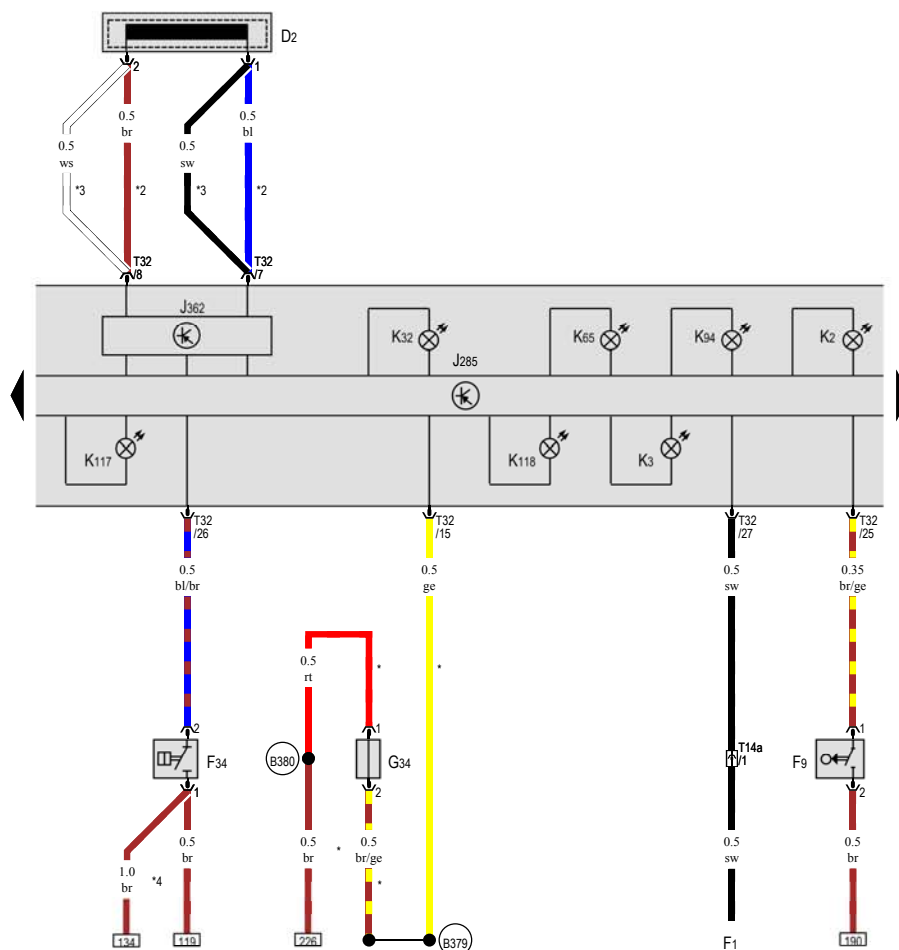 D2
2 1
0.5 br
0.5 bl
0.5 ws
0.5 sw
*3 *2 *3 *2
T32 /8
T32 /7
J362
K32
K65
K94
K2
J285
K117
K118
K3
T32 /26
T32 /15
T32 /27
T32 /25
0.5 bl/br
0.5 ge
0.5 sw
0.35 br/ge
0.5 rt
* *
2
1
1
F34
B380
G34
T14a /1
F9
1
2
2
0.5 br
0.5 br
*
0.5 br/ge
0.5 sw
0.5 br
1.0 br
*4
*
134
119
226
B379
F1
190